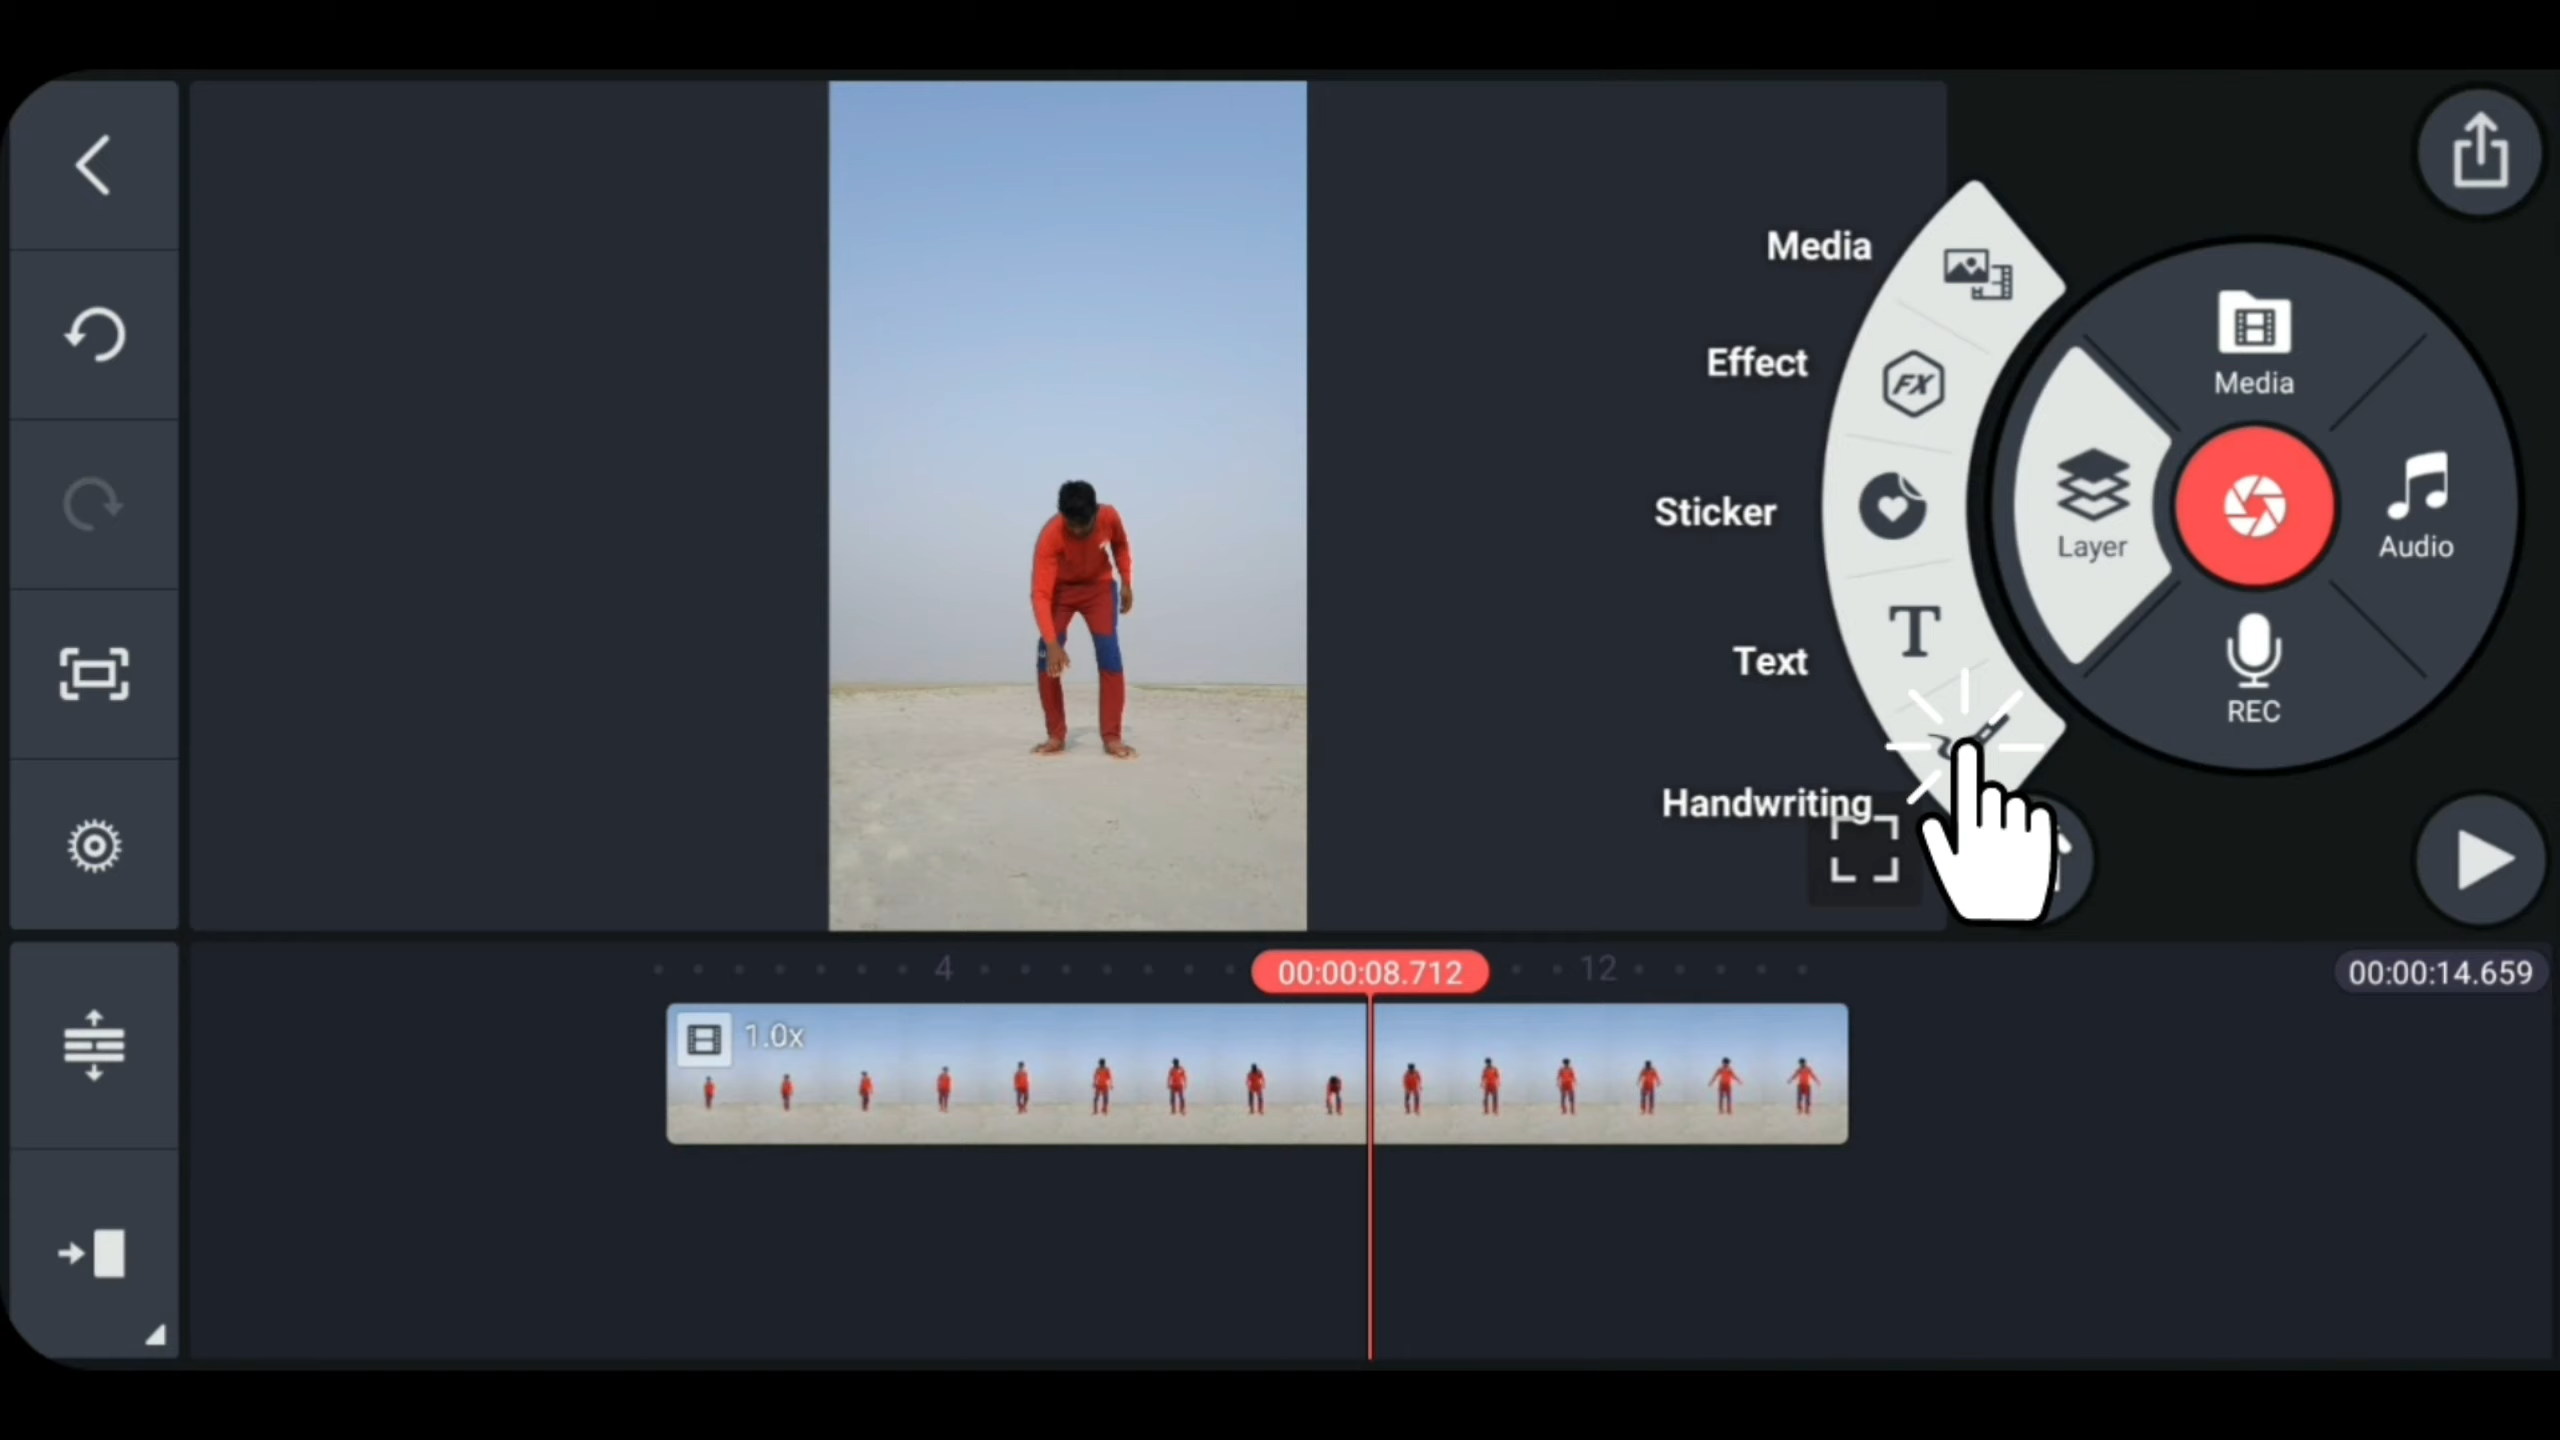 Media
Effect
Sticker
Text
Handwriting
FX
T
Media
Layer
Audio
REC
4
00:00:08.712
12
00:00:14.659
1.0x